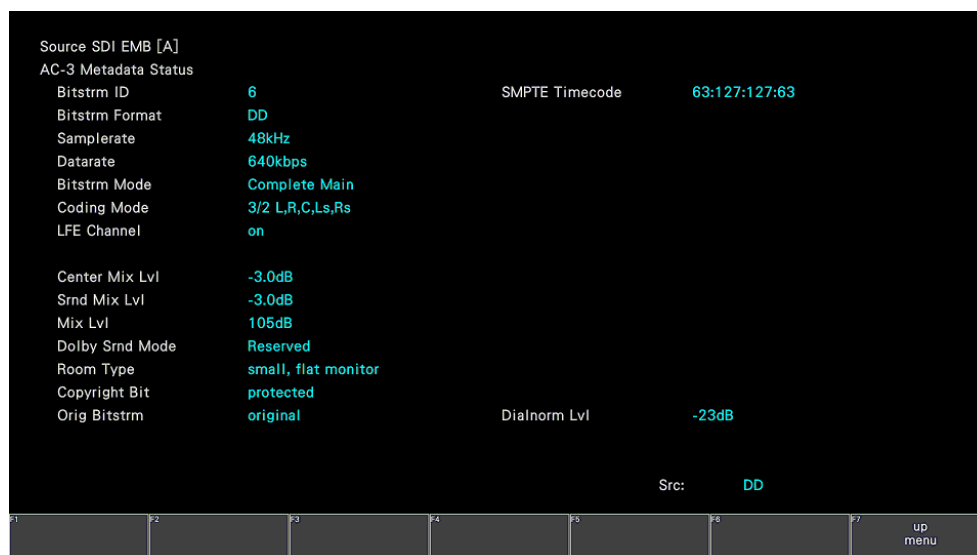 Source SDI EMB [A]
AC-3 Metadata Status
Bitstrm ID 6 SMPTE Timecode 63:127:127:63
Bitstrm Format DD
Samplerate 48kHz
Datarate 640kbps
Bitstrm Mode Complete Main
Coding Mode 3/2 L,R,C,Ls,Rs
LFE Channel on
Center Mix Lvl -3.0dB
Srnd Mix Lvl -3.0dB
Mix Lvl 105dB
Dolby Srnd Mode Reserved
Room Type small, flat monitor
Copyright Bit protected
Orig Bitstrm original Dialnorm Lvl -23dB
Src: DD
F1 F2 F3 F4 F5 F6 F7 up
menu